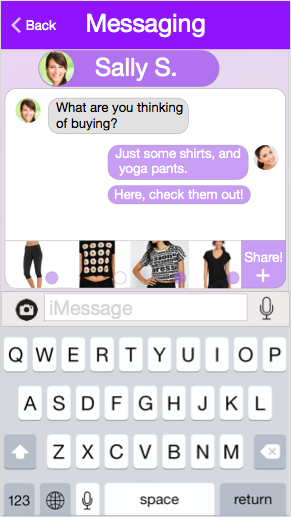 Back
Messaging
Sally S.
What are you thinking
of buying?
Just some shirts, and
yoga pants.
Here, check them out!
Share!
+
iMessage
Q W E R T Y U I O P
A S D F G H J K L
Z X C V B N M
123 space return